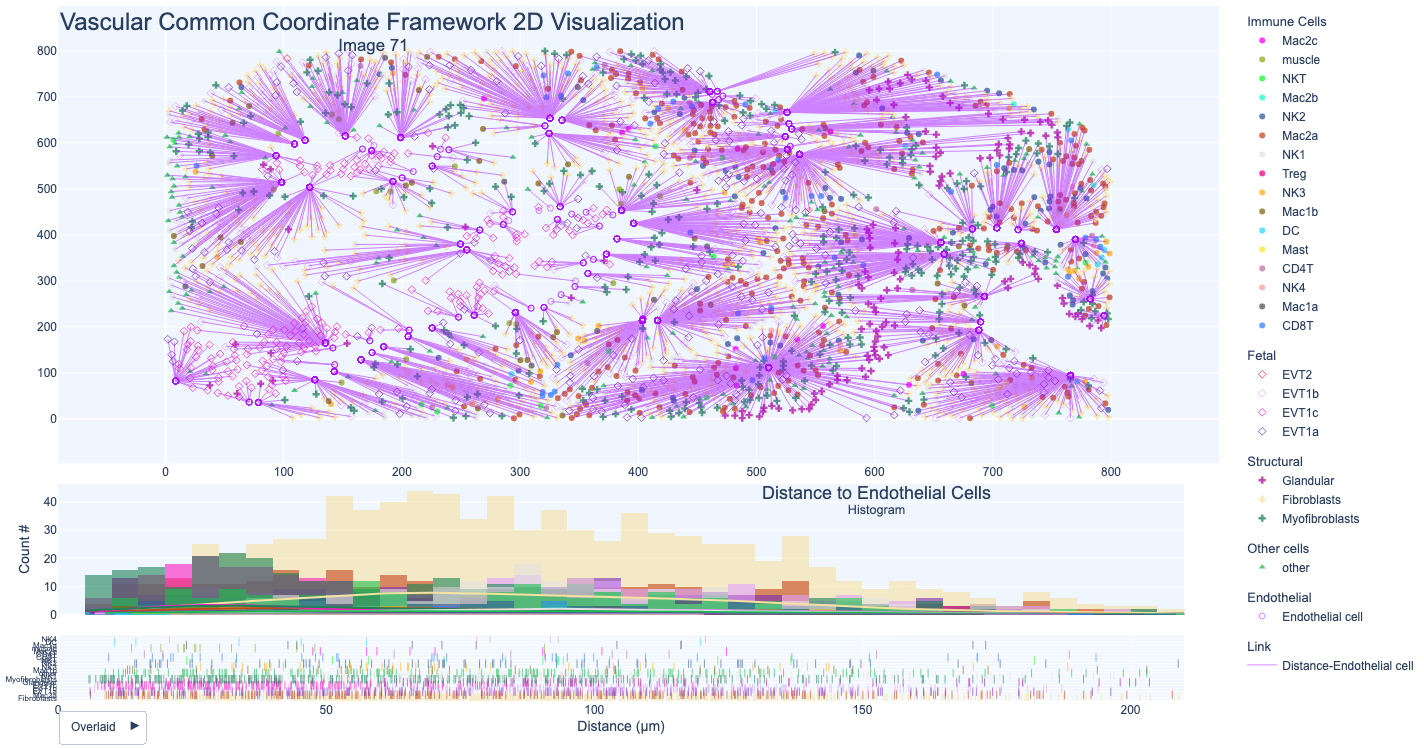 Vascular Common Coordinate Framework 2D Visualization
Image 71
800
700
600
500
400
300
200
100
0
0 100 200 300 400 500 600 700 800
Immune Cells
Mac2c
muscle
NKT
Mac2b
NK2
Mac2a
NK1
Treg
NK3
Mac1b
DC
Mast
CD4T
NK4
Mac1a
CD8T
Fetal
EVT2
EVT1b
EVT1c
EVT1a
Structural
Glandular
Fibroblasts
Myofibroblasts
Other cells
other
Endothelial
Endothelial cell
Link
Distance-Endothelial cell
Distance to Endothelial Cells
Histogram
Count #
40
30
20
10
0
NK4
Myofibroblasts
Fibroblasts
0 50 100 150 200
Distance (μm)
Overlaid ►